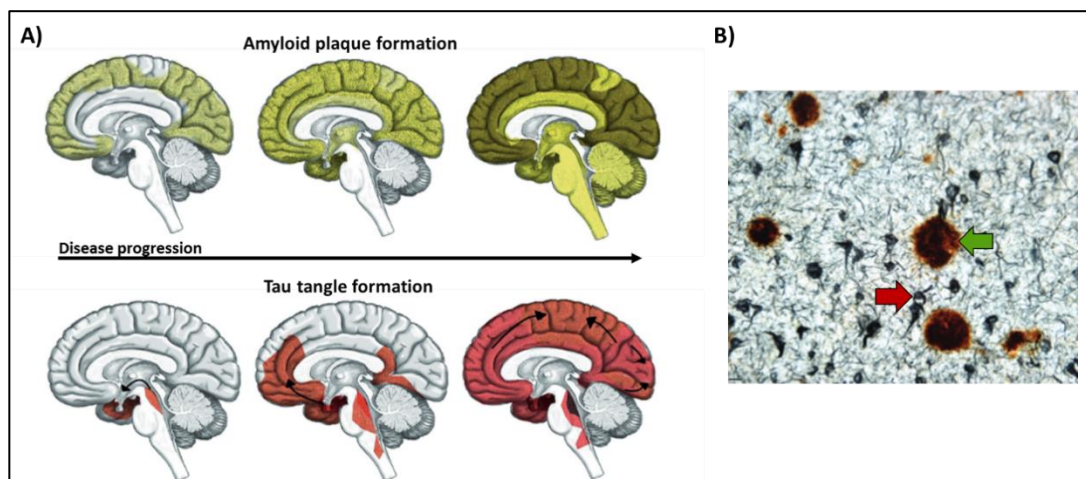 A)
Amyloid plaque formation
Disease progression
Tau tangle formation
B)